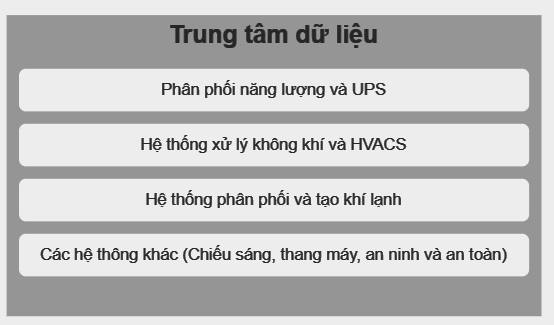 Trung tâm dữ liệu
Phân phối năng lượng và UPS
Hệ thống xử lý không khí và HVACS
Hệ thống phân phối và tạo khí lạnh
Các hệ thông khác (Chiếu sáng, thang máy, an ninh và an toàn)